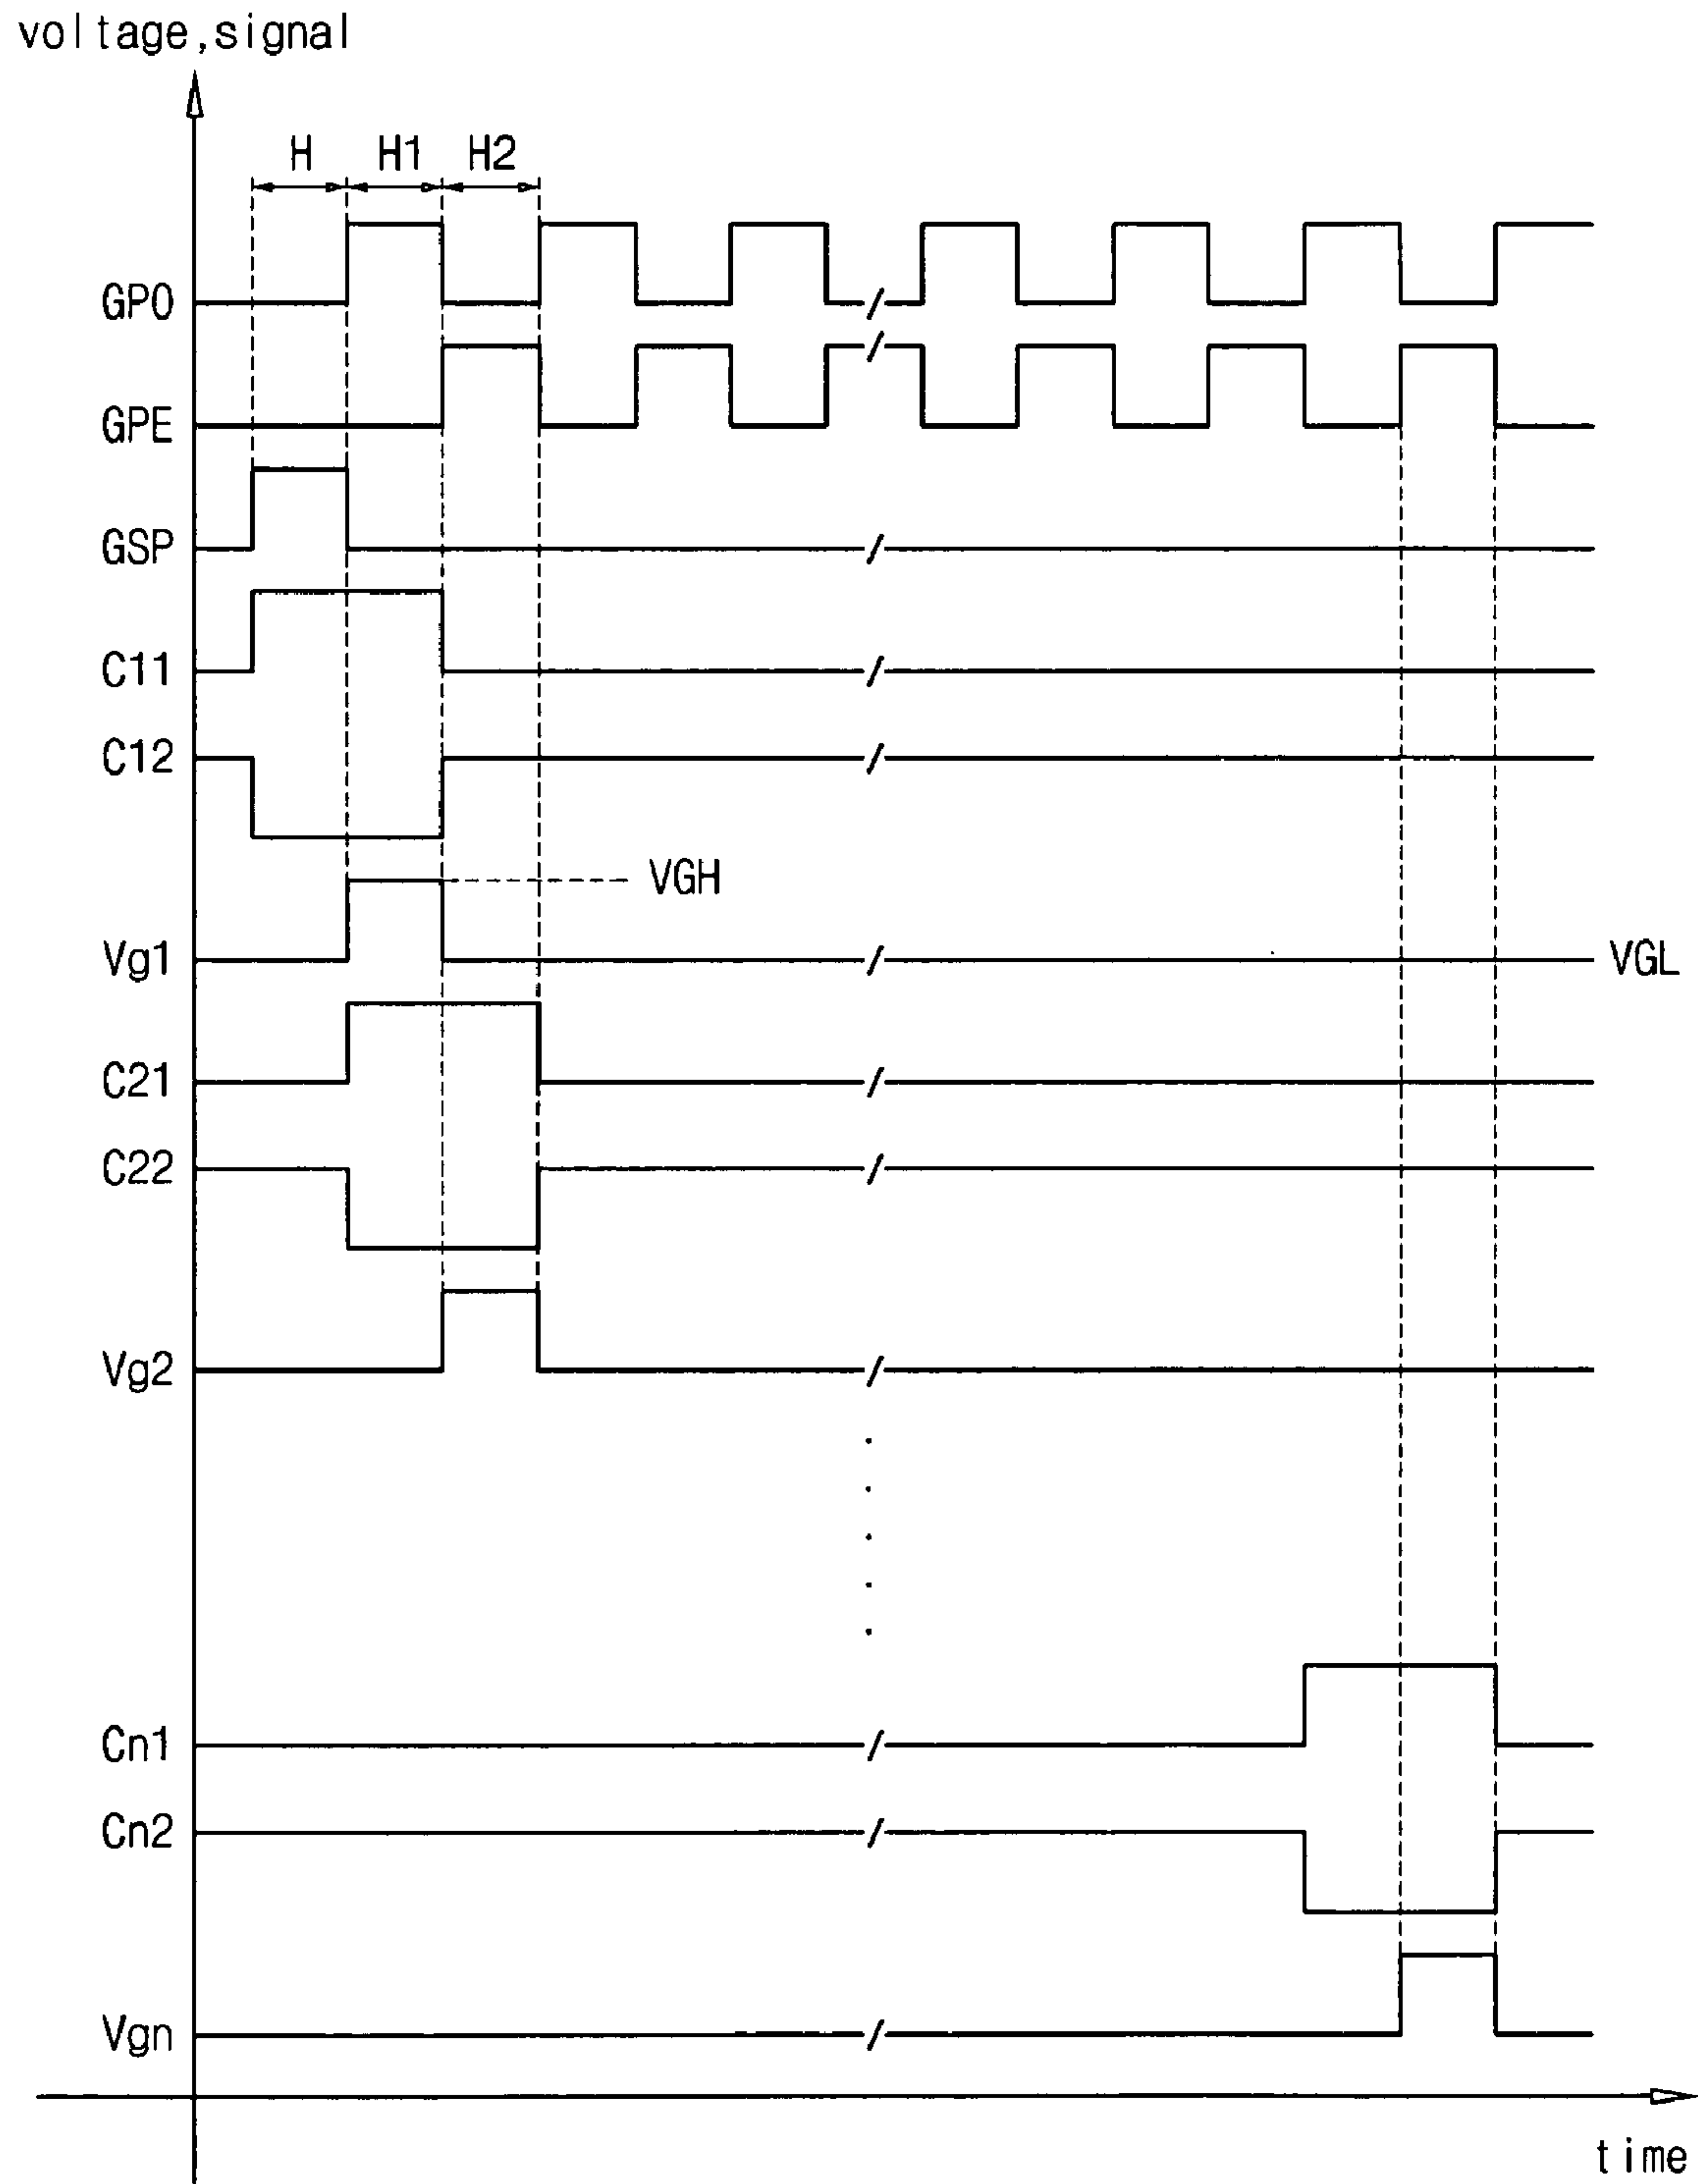 voltage,signal
H H1 H2
GPO
GPE
GSP
C11
C12
VGH
Vg1 VGL
C21
C22
Vg2
Cn1
Cn2
Vgn
time